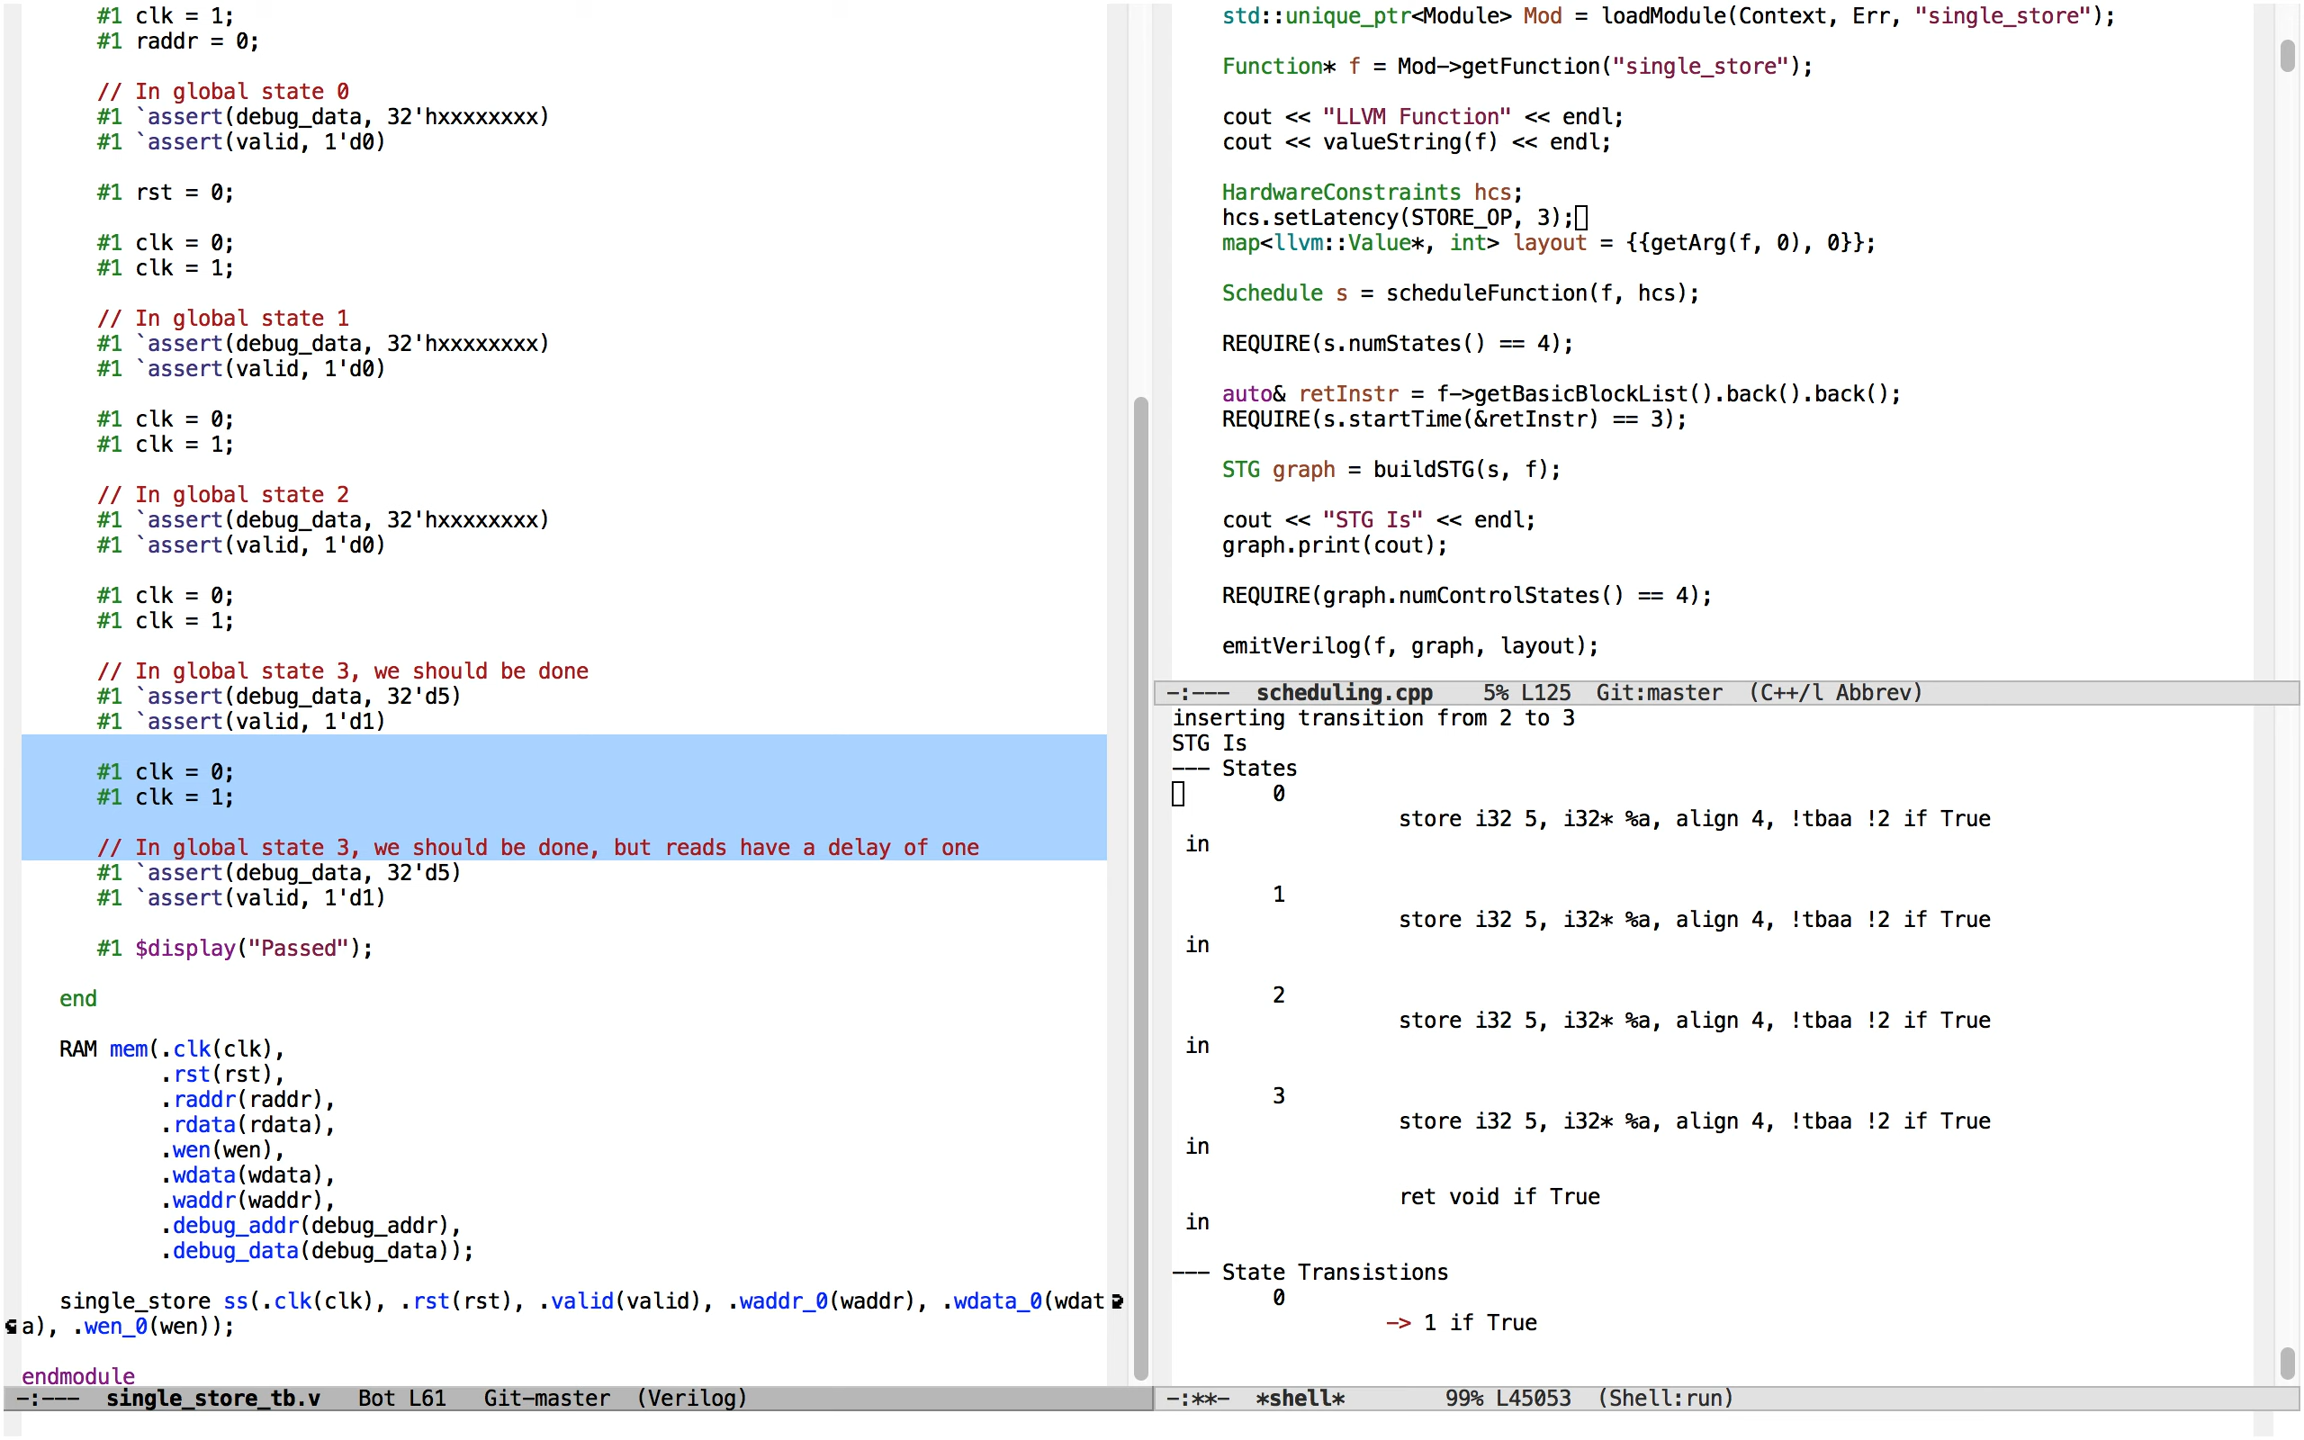 #1 clk = 1;
#1 raddr = 0;
// In global state 0
#1 `assert(debug_data, 32'hxxxxxxxx)
#1 `assert(valid, 1'd0)
#1 rst = 0;
#1 clk = 0;
#1 clk = 1;
// In global state 1
#1 `assert(debug_data, 32'hxxxxxxxx)
#1 `assert(valid, 1'd0)
#1 clk = 0;
#1 clk = 1;
// In global state 2
#1 `assert(debug_data, 32'hxxxxxxxx)
#1 `assert(valid, 1'd0)
#1 clk = 0;
#1 clk = 1;
// In global state 3, we should be done
#1 `assert(debug_data, 32'd5)
#1 `assert(valid, 1'd1)
#1 clk = 0;
#1 clk = 1;
// In global state 3, we should be done, but reads have a delay of one
#1 `assert(debug_data, 32'd5)
#1 `assert(valid, 1'd1)
#1 $display("Passed");
end
RAM mem(.clk(clk),
.rst(rst),
.raddr(raddr),
.rdata(rdata),
.wen(wen),
.wdata(wdata),
.waddr(waddr),
.debug_addr(debug_addr),
.debug_data(debug_data));
single_store ss(.clk(clk), .rst(rst), .valid(valid), .waddr_0(waddr), .wdata_0(wdat
a), .wen_0(wen));
endmodule
-:--- single_store_tb.v Bot L61 Git-master (Verilog)
std::unique_ptr<Module> Mod = loadModule(Context, Err, "single_store");
Function* f = Mod->getFunction("single_store");
cout << "LLVM Function" << endl;
cout << valueString(f) << endl;
HardwareConstraints hcs;
hcs.setLatency(STORE_OP, 3);
map<llvm::Value*, int> layout = {{getArg(f, 0), 0}};
Schedule s = scheduleFunction(f, hcs);
REQUIRE(s.numStates() == 4);
auto& retInstr = f->getBasicBlockList().back().back();
REQUIRE(s.startTime(&retInstr) == 3);
STG graph = buildSTG(s, f);
cout << "STG Is" << endl;
graph.print(cout);
REQUIRE(graph.numControlStates() == 4);
emitVerilog(f, graph, layout);
-:--- scheduling.cpp 5% L125 Git:master (C++/l Abbrev)
inserting transition from 2 to 3
STG Is
--- States
0
store i32 5, i32* %a, align 4, !tbaa !2 if True
in
1
store i32 5, i32* %a, align 4, !tbaa !2 if True
in
2
store i32 5, i32* %a, align 4, !tbaa !2 if True
in
3
store i32 5, i32* %a, align 4, !tbaa !2 if True
in
ret void if True
in
--- State Transistions
0
-> 1 if True
-:**- *shell* 99% L45053 (Shell:run)